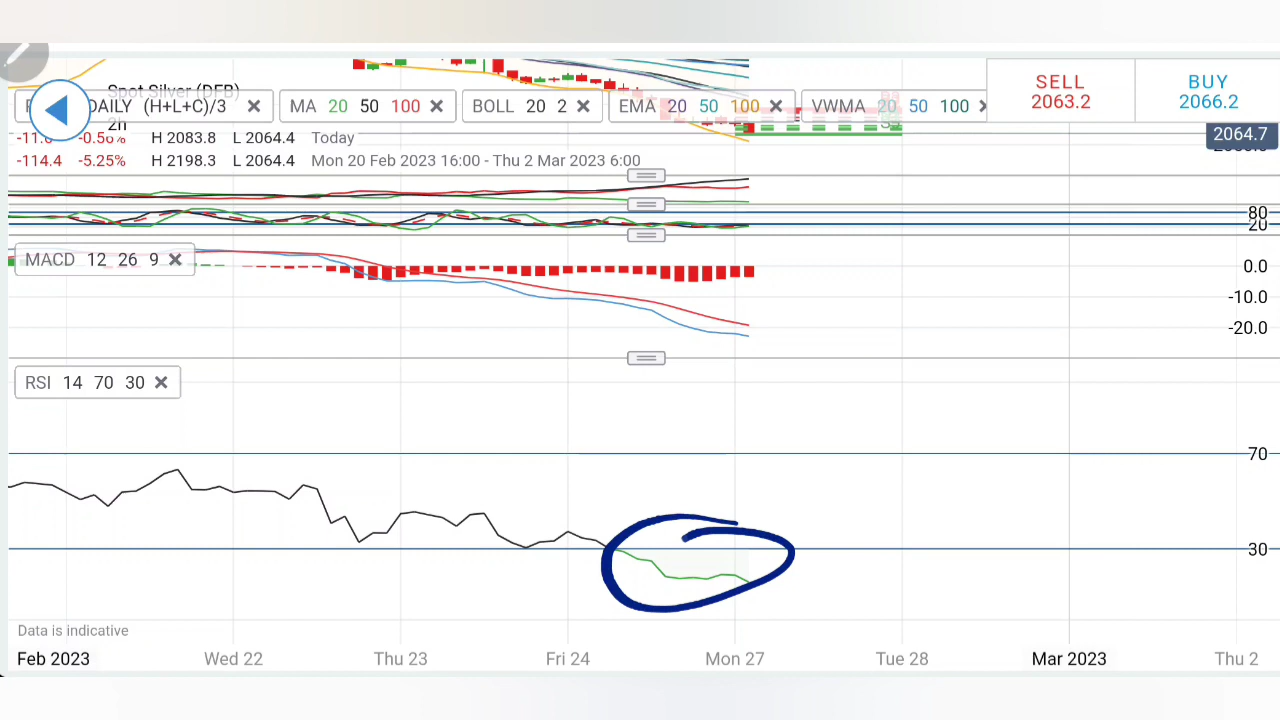 Spot Silver (DFB)
DAILY (H+L+C)/3
MA 20 50 100
BOLL 20 2
EMA 20 50 100
VWMA 20 50 100
SELL
2063.2
BUY
2066.2
2h
-0.56% H 2083.8 L 2064.4 Today
-114.4 -5.25% H 2198.3 L 2064.4 Mon 20 Feb 2023 16:00 - Thu 2 Mar 2023 6:00
2064.7
80
20
MACD 12 26 9
0.0
-10.0
-20.0
RSI 14 70 30
70
30
Data is indicative
Feb 2023 Wed 22 Thu 23 Fri 24 Mon 27 Tue 28 Mar 2023 Thu 2